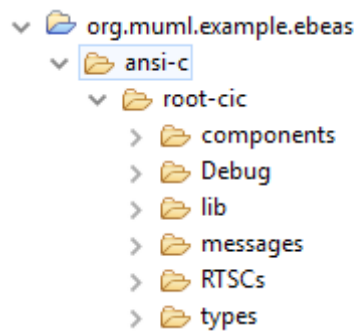 org.muml.example.ebeas
ansi-c
root-cic
components
Debug
lib
messages
RTSCs
types